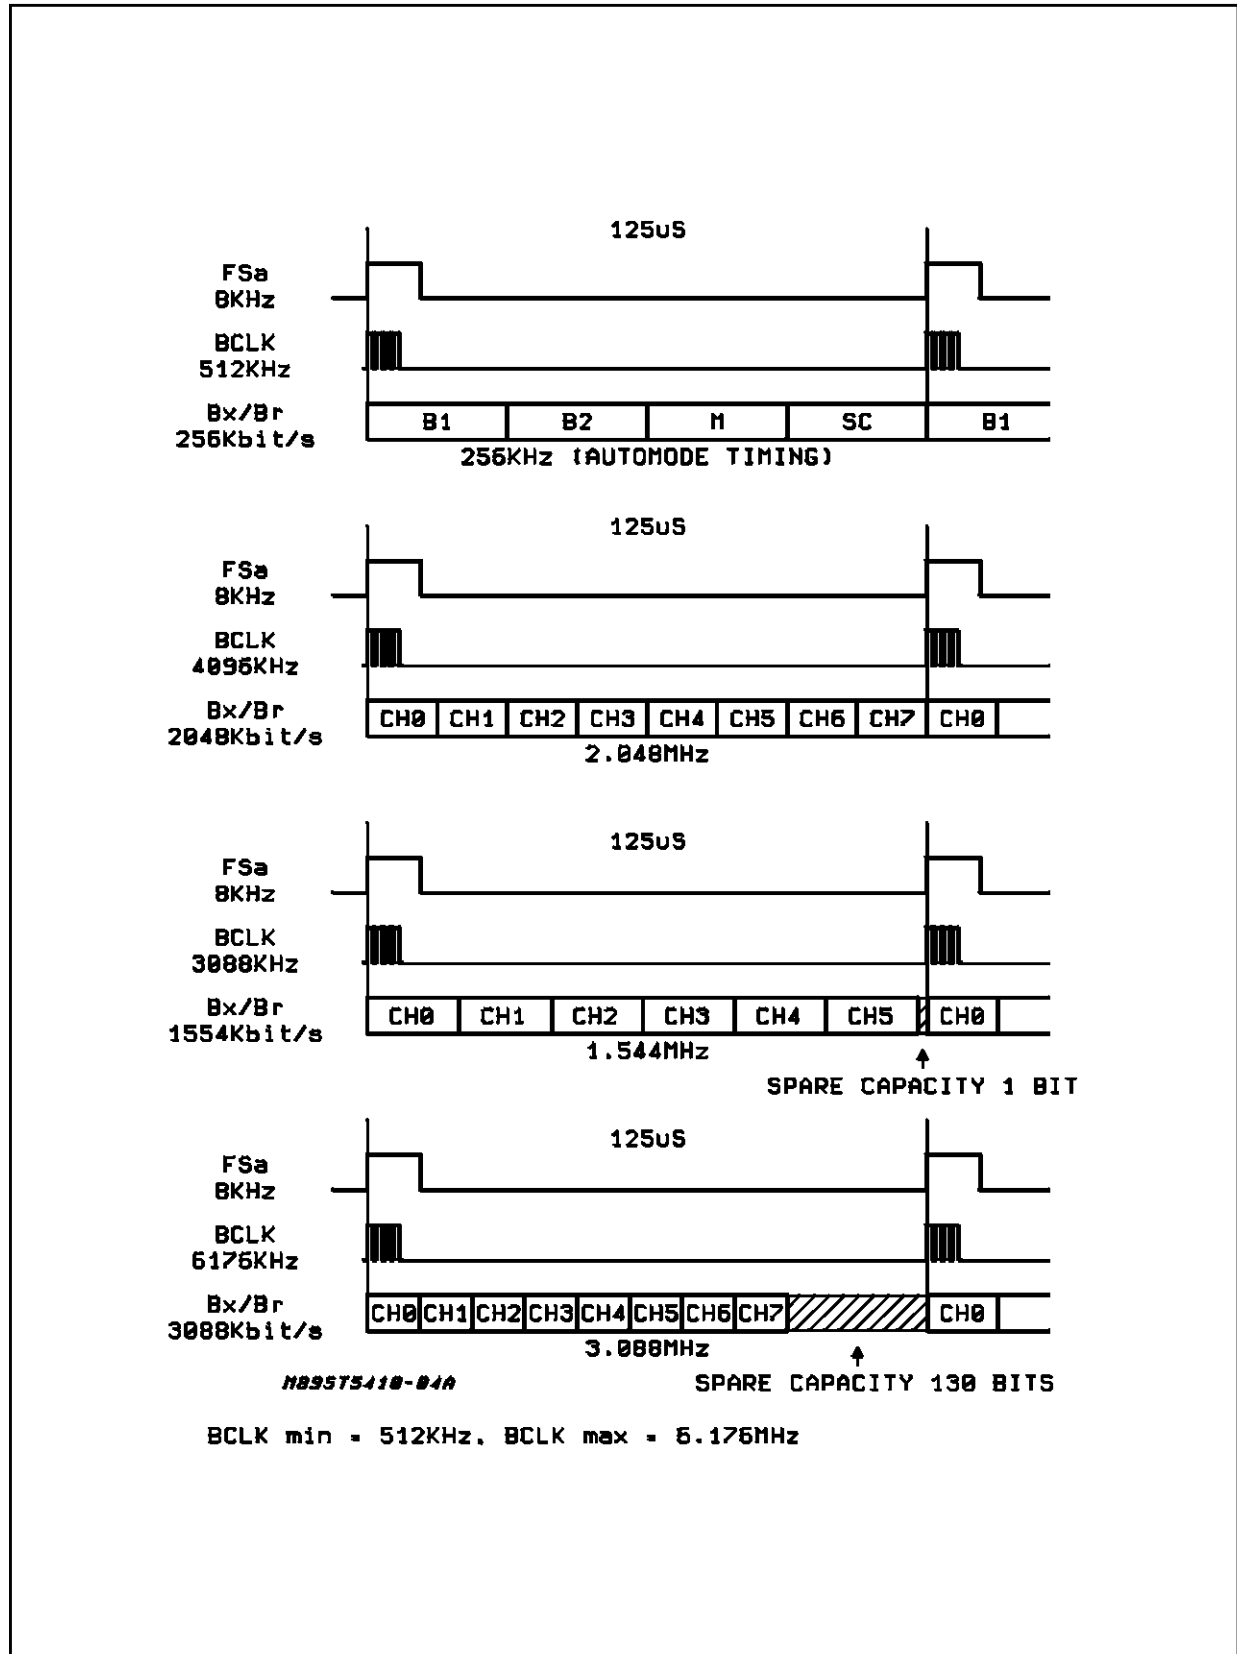 125uS
FSa
8KHz
BCLK
512KHz
Bx/Br
256Kbit/s
B1 B2 M SC B1
256KHz (AUTOMODE TIMING)
125uS
FSa
8KHz
BCLK
4096KHz
Bx/Br
2048Kbit/s
CH0 CH1 CH2 CH3 CH4 CH5 CH6 CH7 CH0
2.048MHz
125uS
FSa
8KHz
BCLK
3088KHz
Bx/Br
1554Kbit/s
CH0 CH1 CH2 CH3 CH4 CH5 CH0
1.544MHz
SPARE CAPACITY 1 BIT
125uS
FSa
8KHz
BCLK
6176KHz
Bx/Br
3088Kbit/s
CH0 CH1 CH2 CH3 CH4 CH5 CH6 CH7 CH0
3.088MHz
M89ST5410-04A
SPARE CAPACITY 130 BITS
BCLK min = 512KHz, BCLK max = 6.176MHz